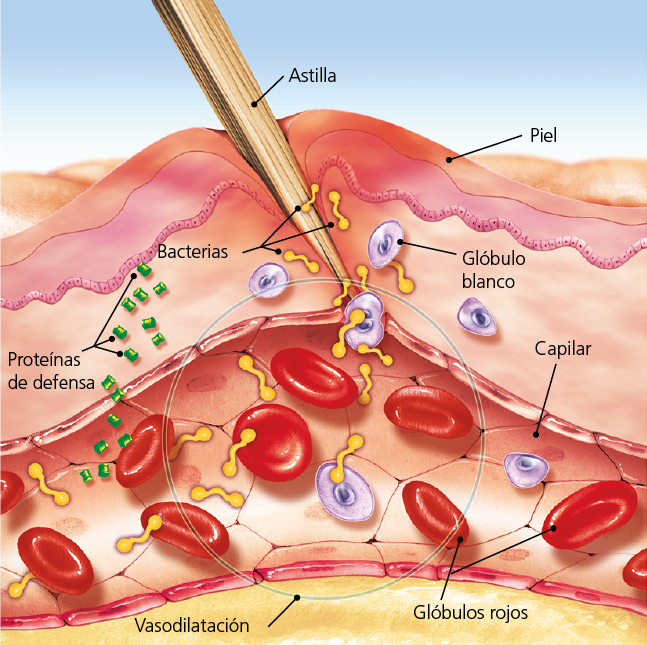 Astilla
Piel
Bacterias
Glóbulo
blanco
Capilar
Proteínas
de defensa
Glóbulos rojos
Vasodilatación